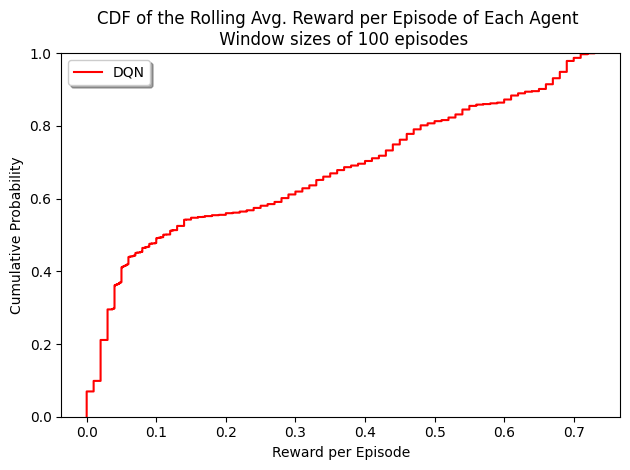 CDF of the Rolling Avg. Reward per Episode of Each Agent
Window sizes of 100 episodes
DQN
Cumulative Probability
1.0
0.8
0.6
0.4
0.2
0.0
0.0 0.1 0.2 0.3 0.4 0.5 0.6 0.7
Reward per Episode